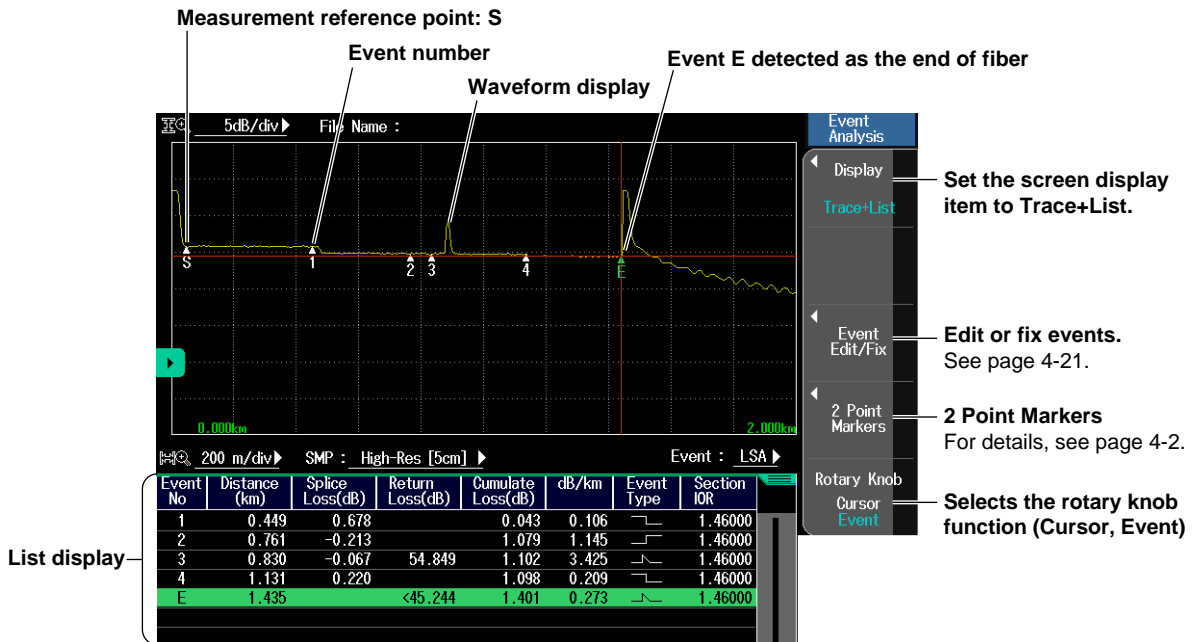 Measurement reference point: S
Event number
Event E detected as the end of fiber
Waveform display
5dB/div
File Name :
Event
Analysis
Display
Trace+List
Set the screen display
item to Trace+List.
S
1
2
3
4
E
Event
Edit/Fix
Edit or fix events.
See page 4-21.
2 Point
Markers
2 Point Markers
For details, see page 4-2.
0.000km
2.000km
200 m/div
SMP : High-Res [5cm]
Event : LSA
Rotary Knob
Cursor
Event
Selects the rotary knob
function (Cursor, Event)
List display
Event No Distance (km) Splice Loss(dB) Return Loss(dB) Cumulate Loss(dB) dB/km Event Type Section IOR
1 0.449 0.678 0.043 0.106 1.46000
2 0.761 -0.213 1.079 1.145 1.46000
3 0.830 -0.067 54.849 1.102 3.425 1.46000
4 1.131 0.220 1.098 0.209 1.46000
E 1.435 <45.244 1.401 0.273 1.46000